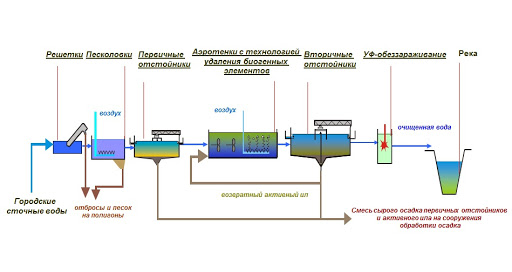 Решетки
Песколовки
Первичные
отстойники
Аэротенки с технологией
удаления биогенных
элементов
Вторичные
отстойники
УФ-обеззараживание
Река
воздух
воздух
очищенная вода
Городские
сточные воды
отбросы и песок
на полигоны
возвратный активный ил
Смесь сырого осадка первичных отстойников
и активного ила на сооружения
обработки осадка